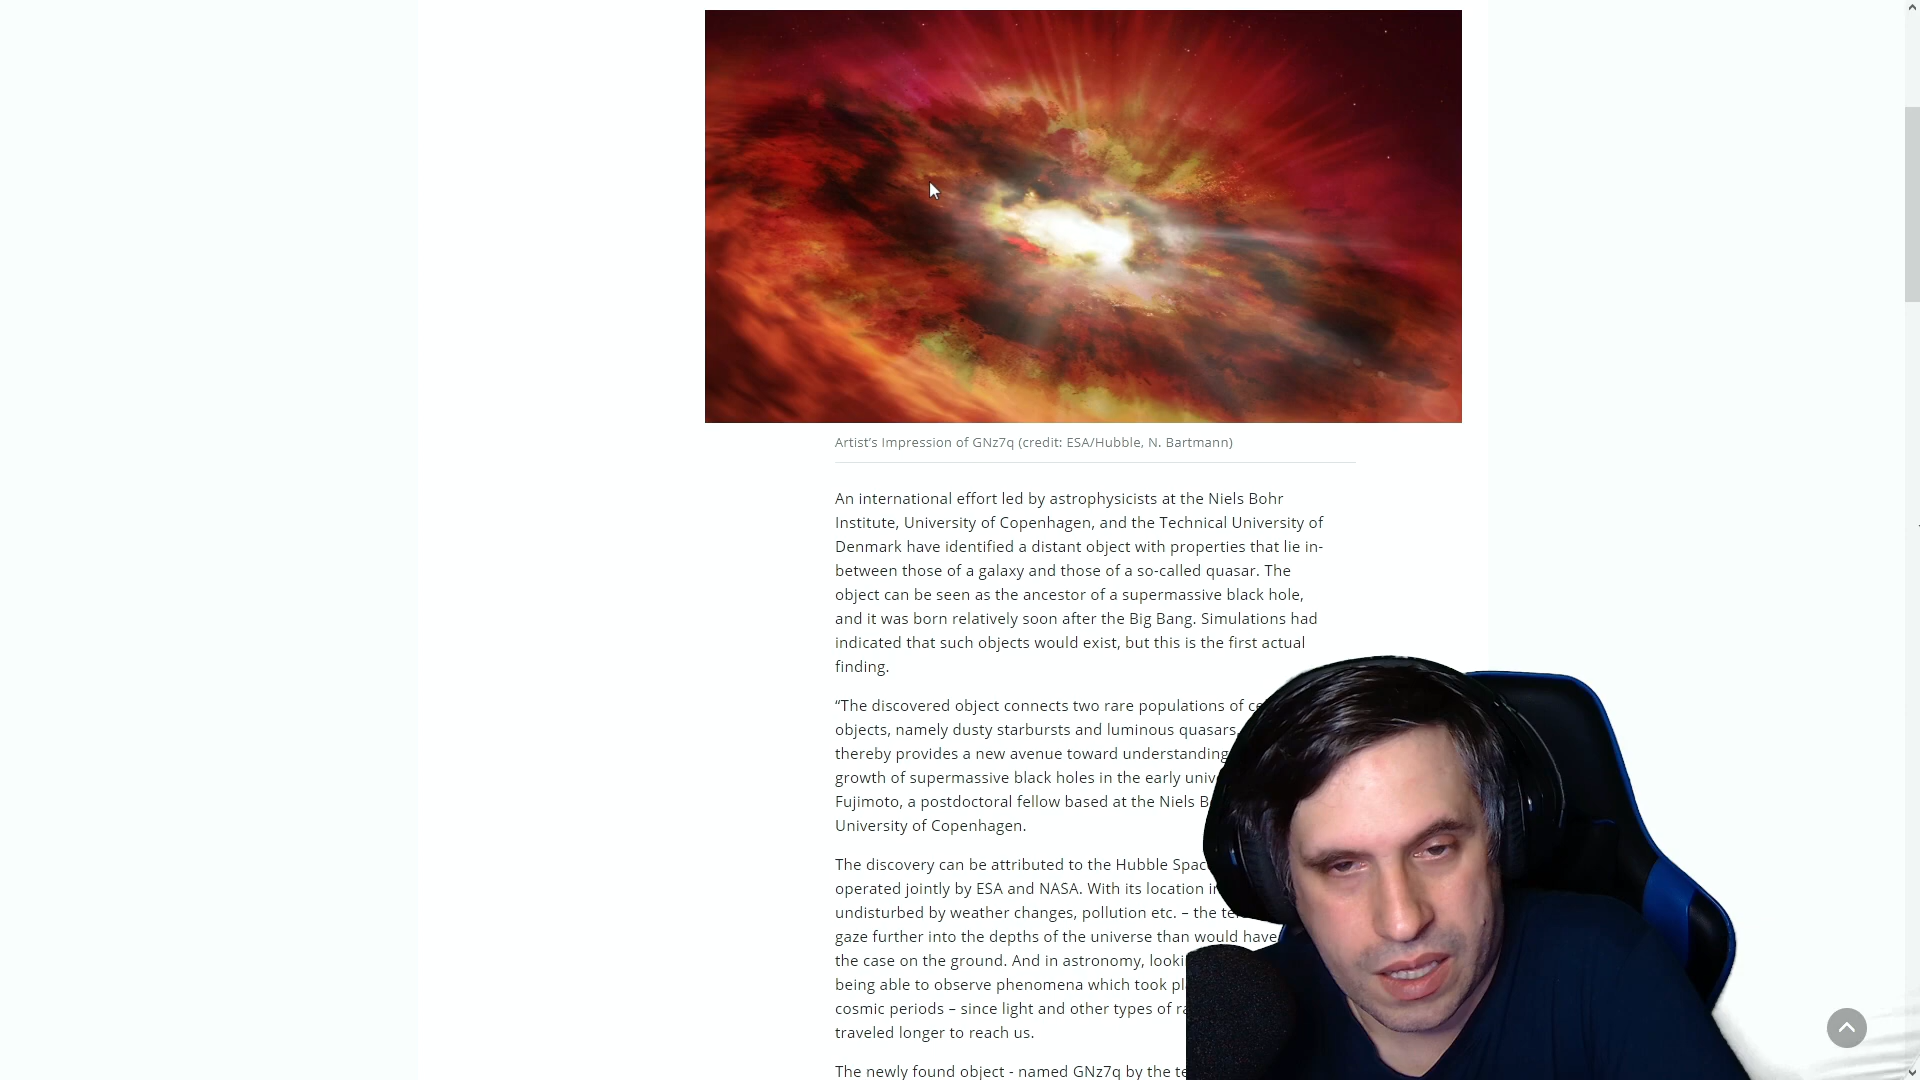 Artist's Impression of GNz7q (credit: ESA/Hubble, N. Bartmann)
An international effort led by astrophysicists at the Niels Bohr
Institute, University of Copenhagen, and the Technical University of
Denmark have identified a distant object with properties that lie in-
between those of a galaxy and those of a so-called quasar. The
object can be seen as the ancestor of a supermassive black hole,
and it was born relatively soon after the Big Bang. Simulations had
indicated that such objects would exist, but this is the first actual
finding.
“The discovered object connects two rare populations of
objects, namely dusty starbursts and luminous quasars,
thereby provides a new avenue toward understanding
growth of supermassive black holes in the early
Fujimoto, a postdoctoral fellow based at the Niels
University of Copenhagen.
The discovery can be attributed to the Hubble
operated jointly by ESA and NASA. With its location
undisturbed by weather changes, pollution etc. – the
gaze further into the depths of the universe than would have
the case on the ground. And in astronomy,
being able to observe phenomena which took
cosmic periods – since light and other types of
traveled longer to reach us.
The newly found object - named GNz7q by the